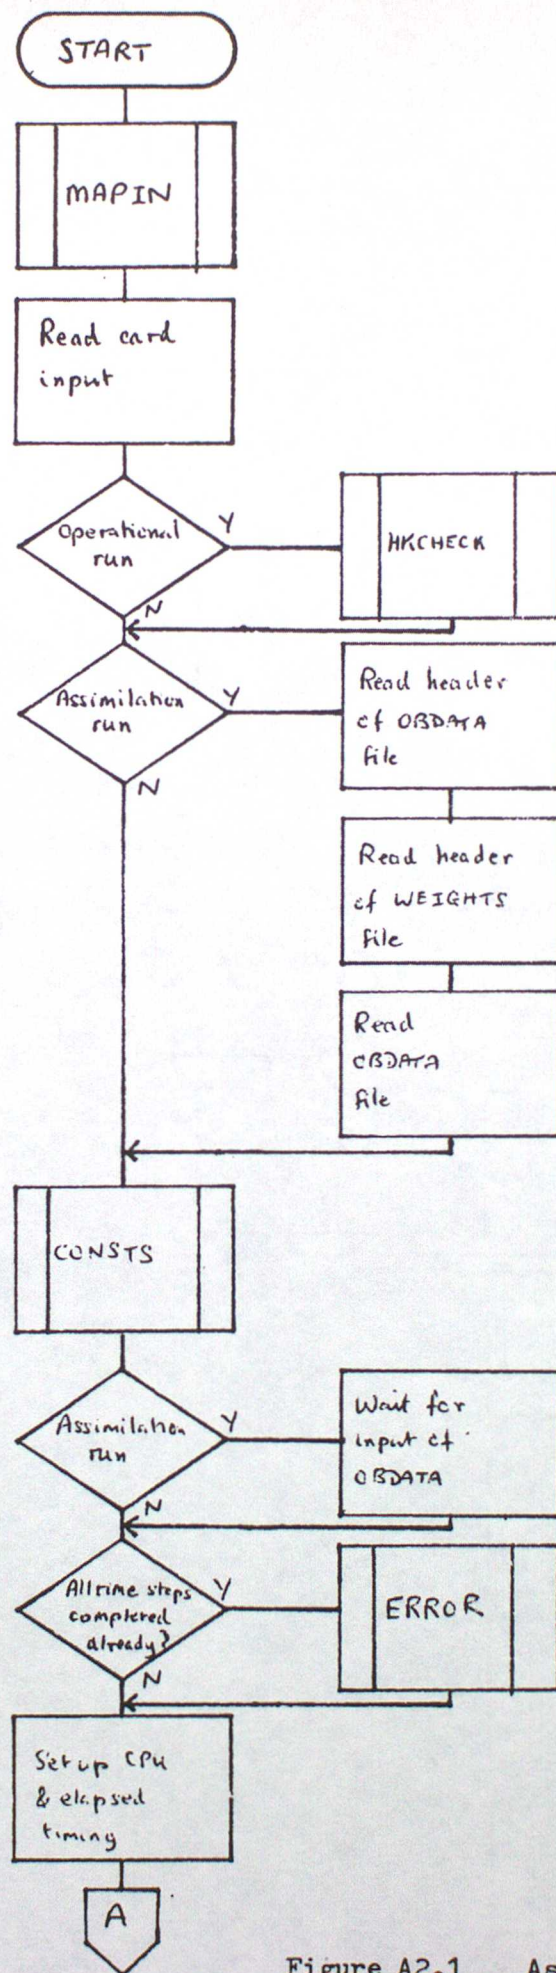 START
MAPIN
Read card
input
Operational
run
Y
HKCHECK
N
Assimilation
run
Y
Read header
of OBDATA
file
N
Read header
of WEIGHTS
file
Read
OBDATA
file
CONSTS
Assimilation
run
Y
Wait for
input of
OBDATA
N
All time steps
completed
already?
Y
ERROR
N
Set up CPU
& elapsed
timing
A
Figure A2.1 As